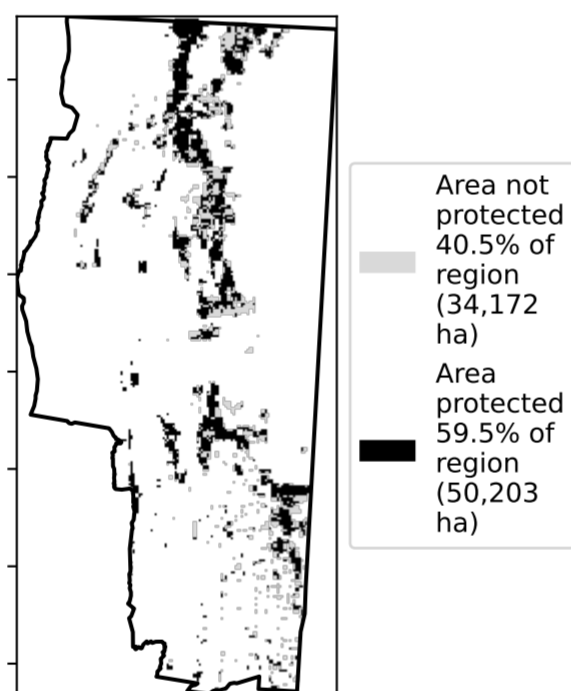 Area not
protected
40.5% of
region
(34,172
ha)
Area
protected
59.5% of
region
(50,203
ha)